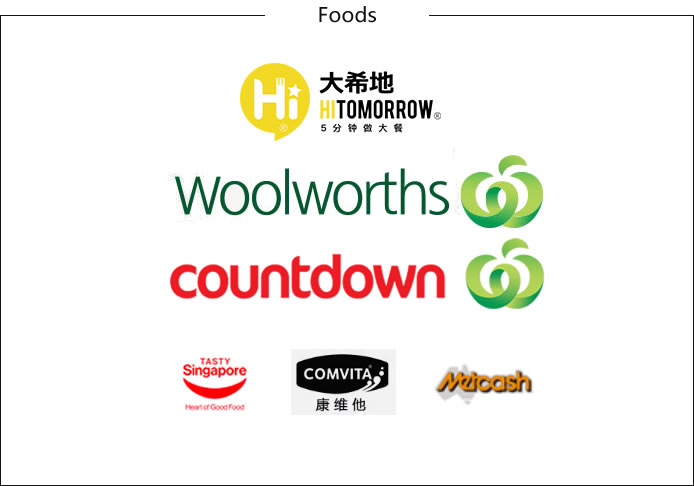 Foods
Hi
®
大希地
HITOMORROW®
5分钟做大餐
woolworths
countdown
TASTY
Singapore
Heart of Good Food
COMVITA
康维他
Metcash